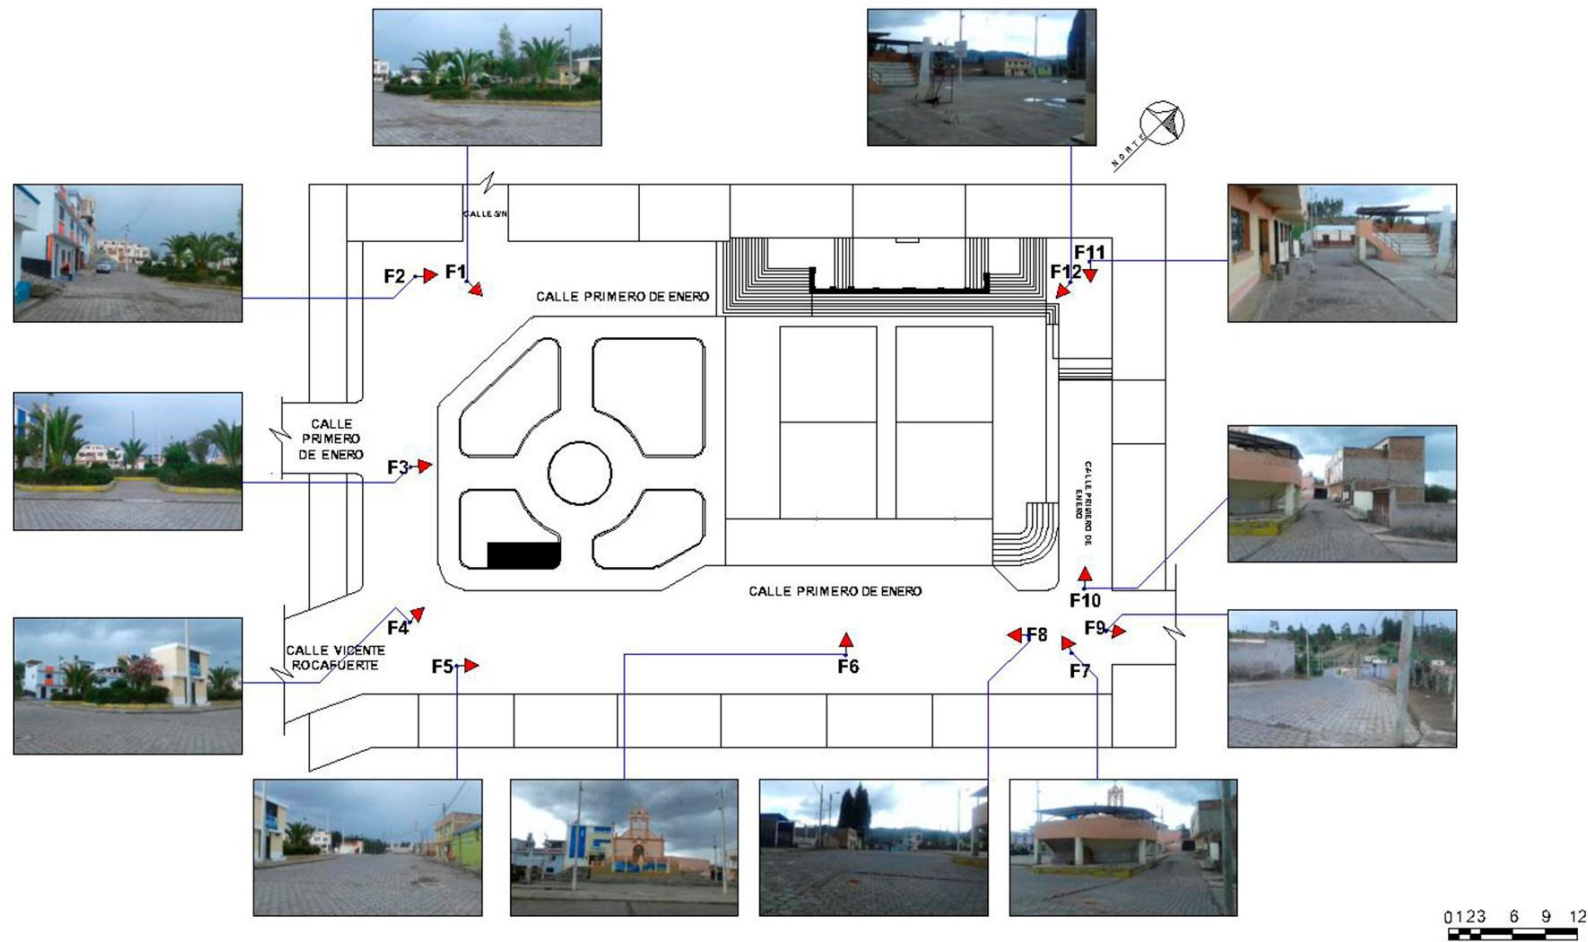 NORTE
CALLE S/N
F11
F2
F1
F12
CALLE PRIMERO DE ENERO
CALLE
PRIMERO
DE ENERO
F3
CALLE PRIMERO DE
ENERO
CALLE PRIMERO DE ENERO
F10
F4
F9
F8
CALLE VICENTE
ROCAFUERTE
F5
F6
F7
0 1 2 3 6 9 12